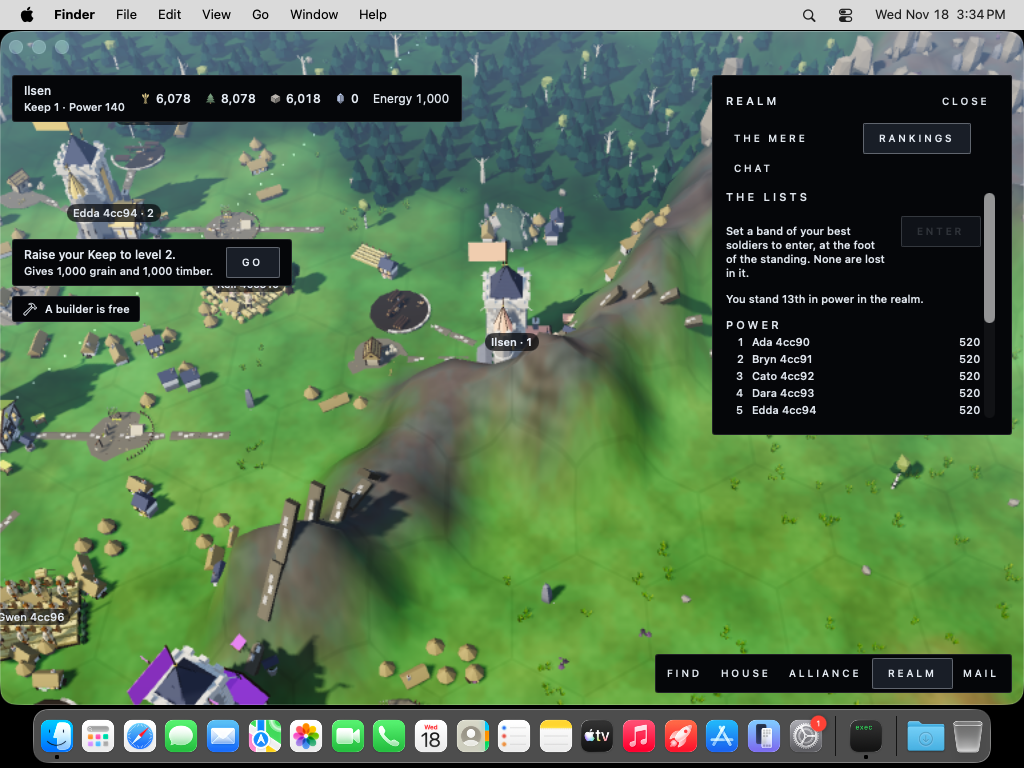 Finder File Edit View Go Window Help Wed Nov 18 3:34 PM
Ilsen
Keep 1 · Power 140
6,078 8,078 6,018 0 Energy 1,000
Edda 4cc94 · 2
Raise your Keep to level 2.
Gives 1,000 grain and 1,000 timber.
GO
A builder is free
Ilsen · 1
Gwen 4cc96
REALM CLOSE
THE MERE RANKINGS
CHAT
THE LISTS
Set a band of your best
soldiers to enter, at the foot
of the standing. None are lost
in it.
ENTER
You stand 13th in power in the realm.
POWER
1 Ada 4cc90 520
2 Bryn 4cc91 520
3 Cato 4cc92 520
4 Dara 4cc93 520
5 Edda 4cc94 520
FIND HOUSE ALLIANCE REALM MAIL
Wed
18
tv
1
exec